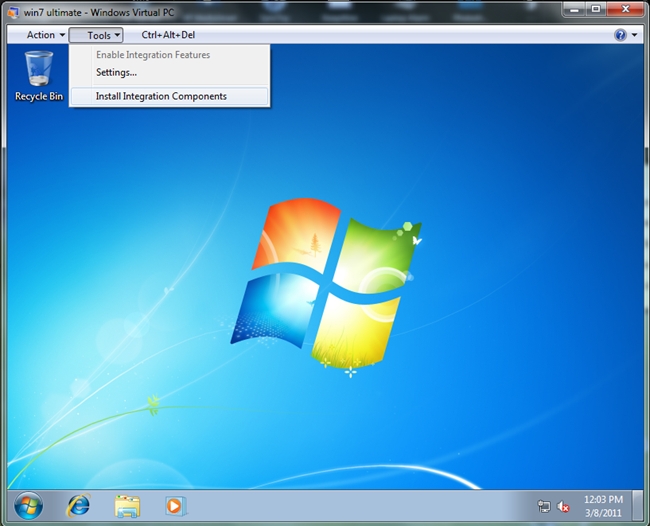 win7 ultimate - Windows Virtual PC
Action Tools Ctrl+Alt+Del
Enable Integration Features
Settings...
Install Integration Components
Recycle Bin
12:03 PM
3/8/2011